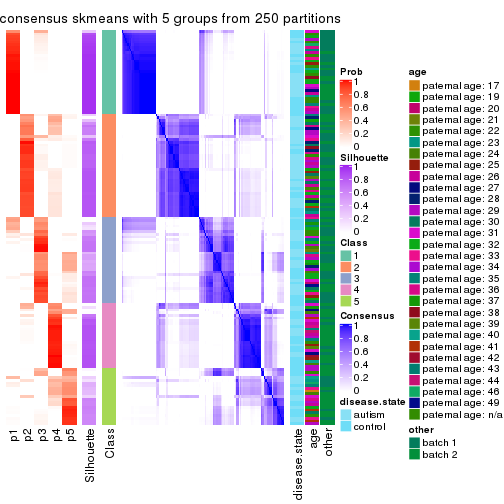 consensus skmeans with 5 groups from 250 partitions
p1
p2
p3
p4
p5
Silhouette
Class
disease.state
age
other
Prob
1
0.8
0.6
0.4
0.2
0
Silhouette
1
0.8
0.6
0.4
0.2
0
Class
1
2
3
4
5
Consensus
1
0.8
0.6
0.4
0.2
0
disease.state
autism
control
age
paternal age: 17
paternal age: 19
paternal age: 20
paternal age: 21
paternal age: 22
paternal age: 23
paternal age: 24
paternal age: 25
paternal age: 26
paternal age: 27
paternal age: 28
paternal age: 29
paternal age: 30
paternal age: 31
paternal age: 32
paternal age: 33
paternal age: 34
paternal age: 35
paternal age: 36
paternal age: 37
paternal age: 38
paternal age: 39
paternal age: 40
paternal age: 41
paternal age: 42
paternal age: 43
paternal age: 44
paternal age: 46
paternal age: 49
paternal age: n/a
other
batch 1
batch 2